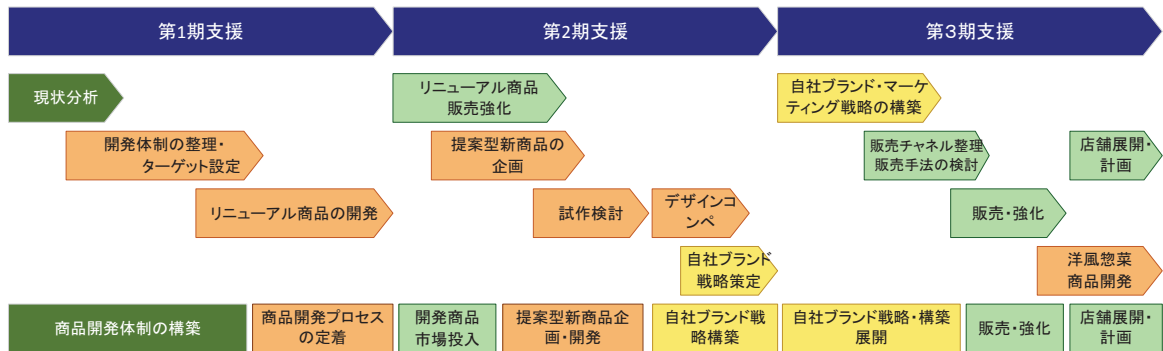 第1期支援
第2期支援
第３期支援
現状分析
リニューアル商品
販売強化
自社ブランド・マーケ
ティング戦略の構築
開発体制の整理・
ターゲット設定
提案型新商品の
企画
販売チャネル整理
販売手法の検討
店舗展開・
計画
リニューアル商品の開発
試作検討
デザインコ
ンペ
販売・強化
自社ブランド
戦略策定
洋風惣菜
商品開発
商品開発体制の構築
商品開発プロセス
の定着
開発商品
市場投入
提案型新商品企
画・開発
自社ブランド戦
略構築
自社ブランド戦略・構築
展開
販売・強化
店舗展開・
計画